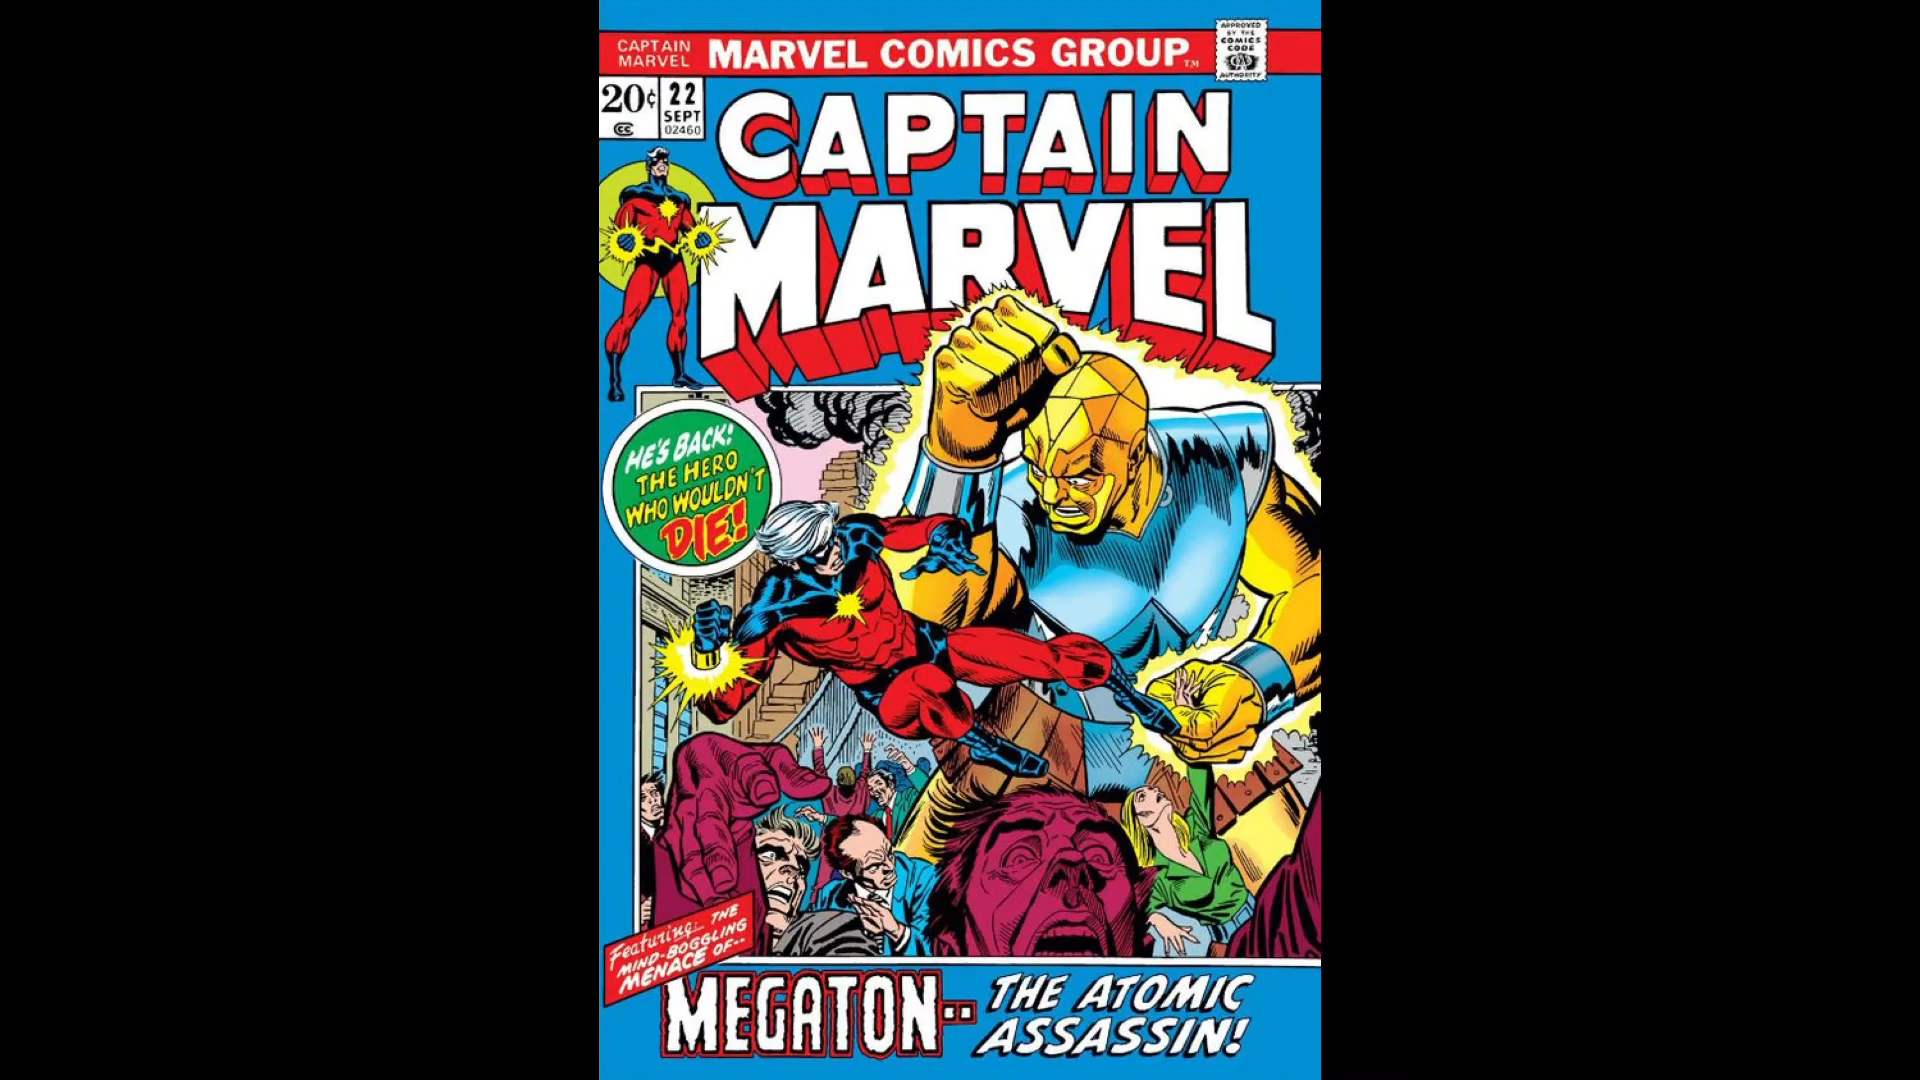 CAPTAIN
MARVEL
MARVEL COMICS GROUP TM
APPROVED
BY THE
COMICS
CODE
AUTHORITY
20¢
CC
22
SEPT
02460
CAPTAIN
MARVEL
HE'S BACK!
THE HERO
WHO WOULDN'T
DIE!
Featuring: THE
MIND-BOGGLING
MENACE OF--
MEGATON--
THE ATOMIC
ASSASSIN!